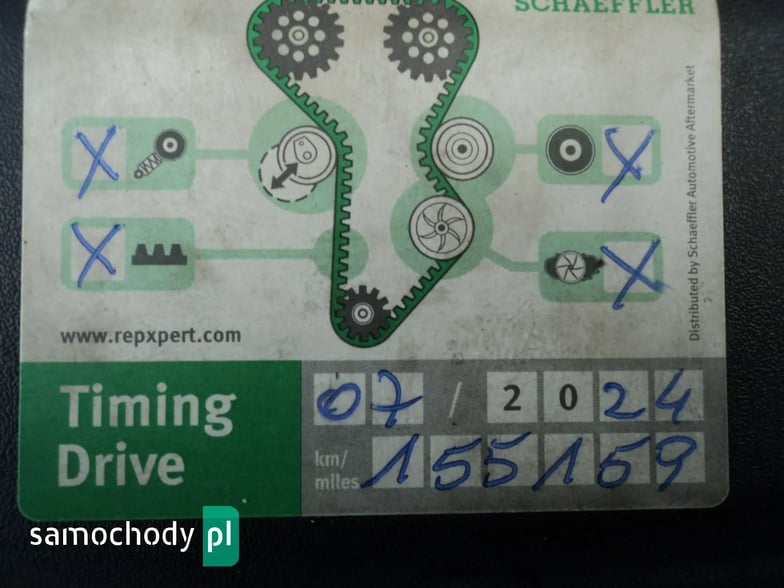 SCHAEFFLER
X X
X X
Distributed by Schaeffler Automotive Aftermarket
www.repxpert.com
Timing
Drive
07 / 2024
km/
miles 155159
samochody pl